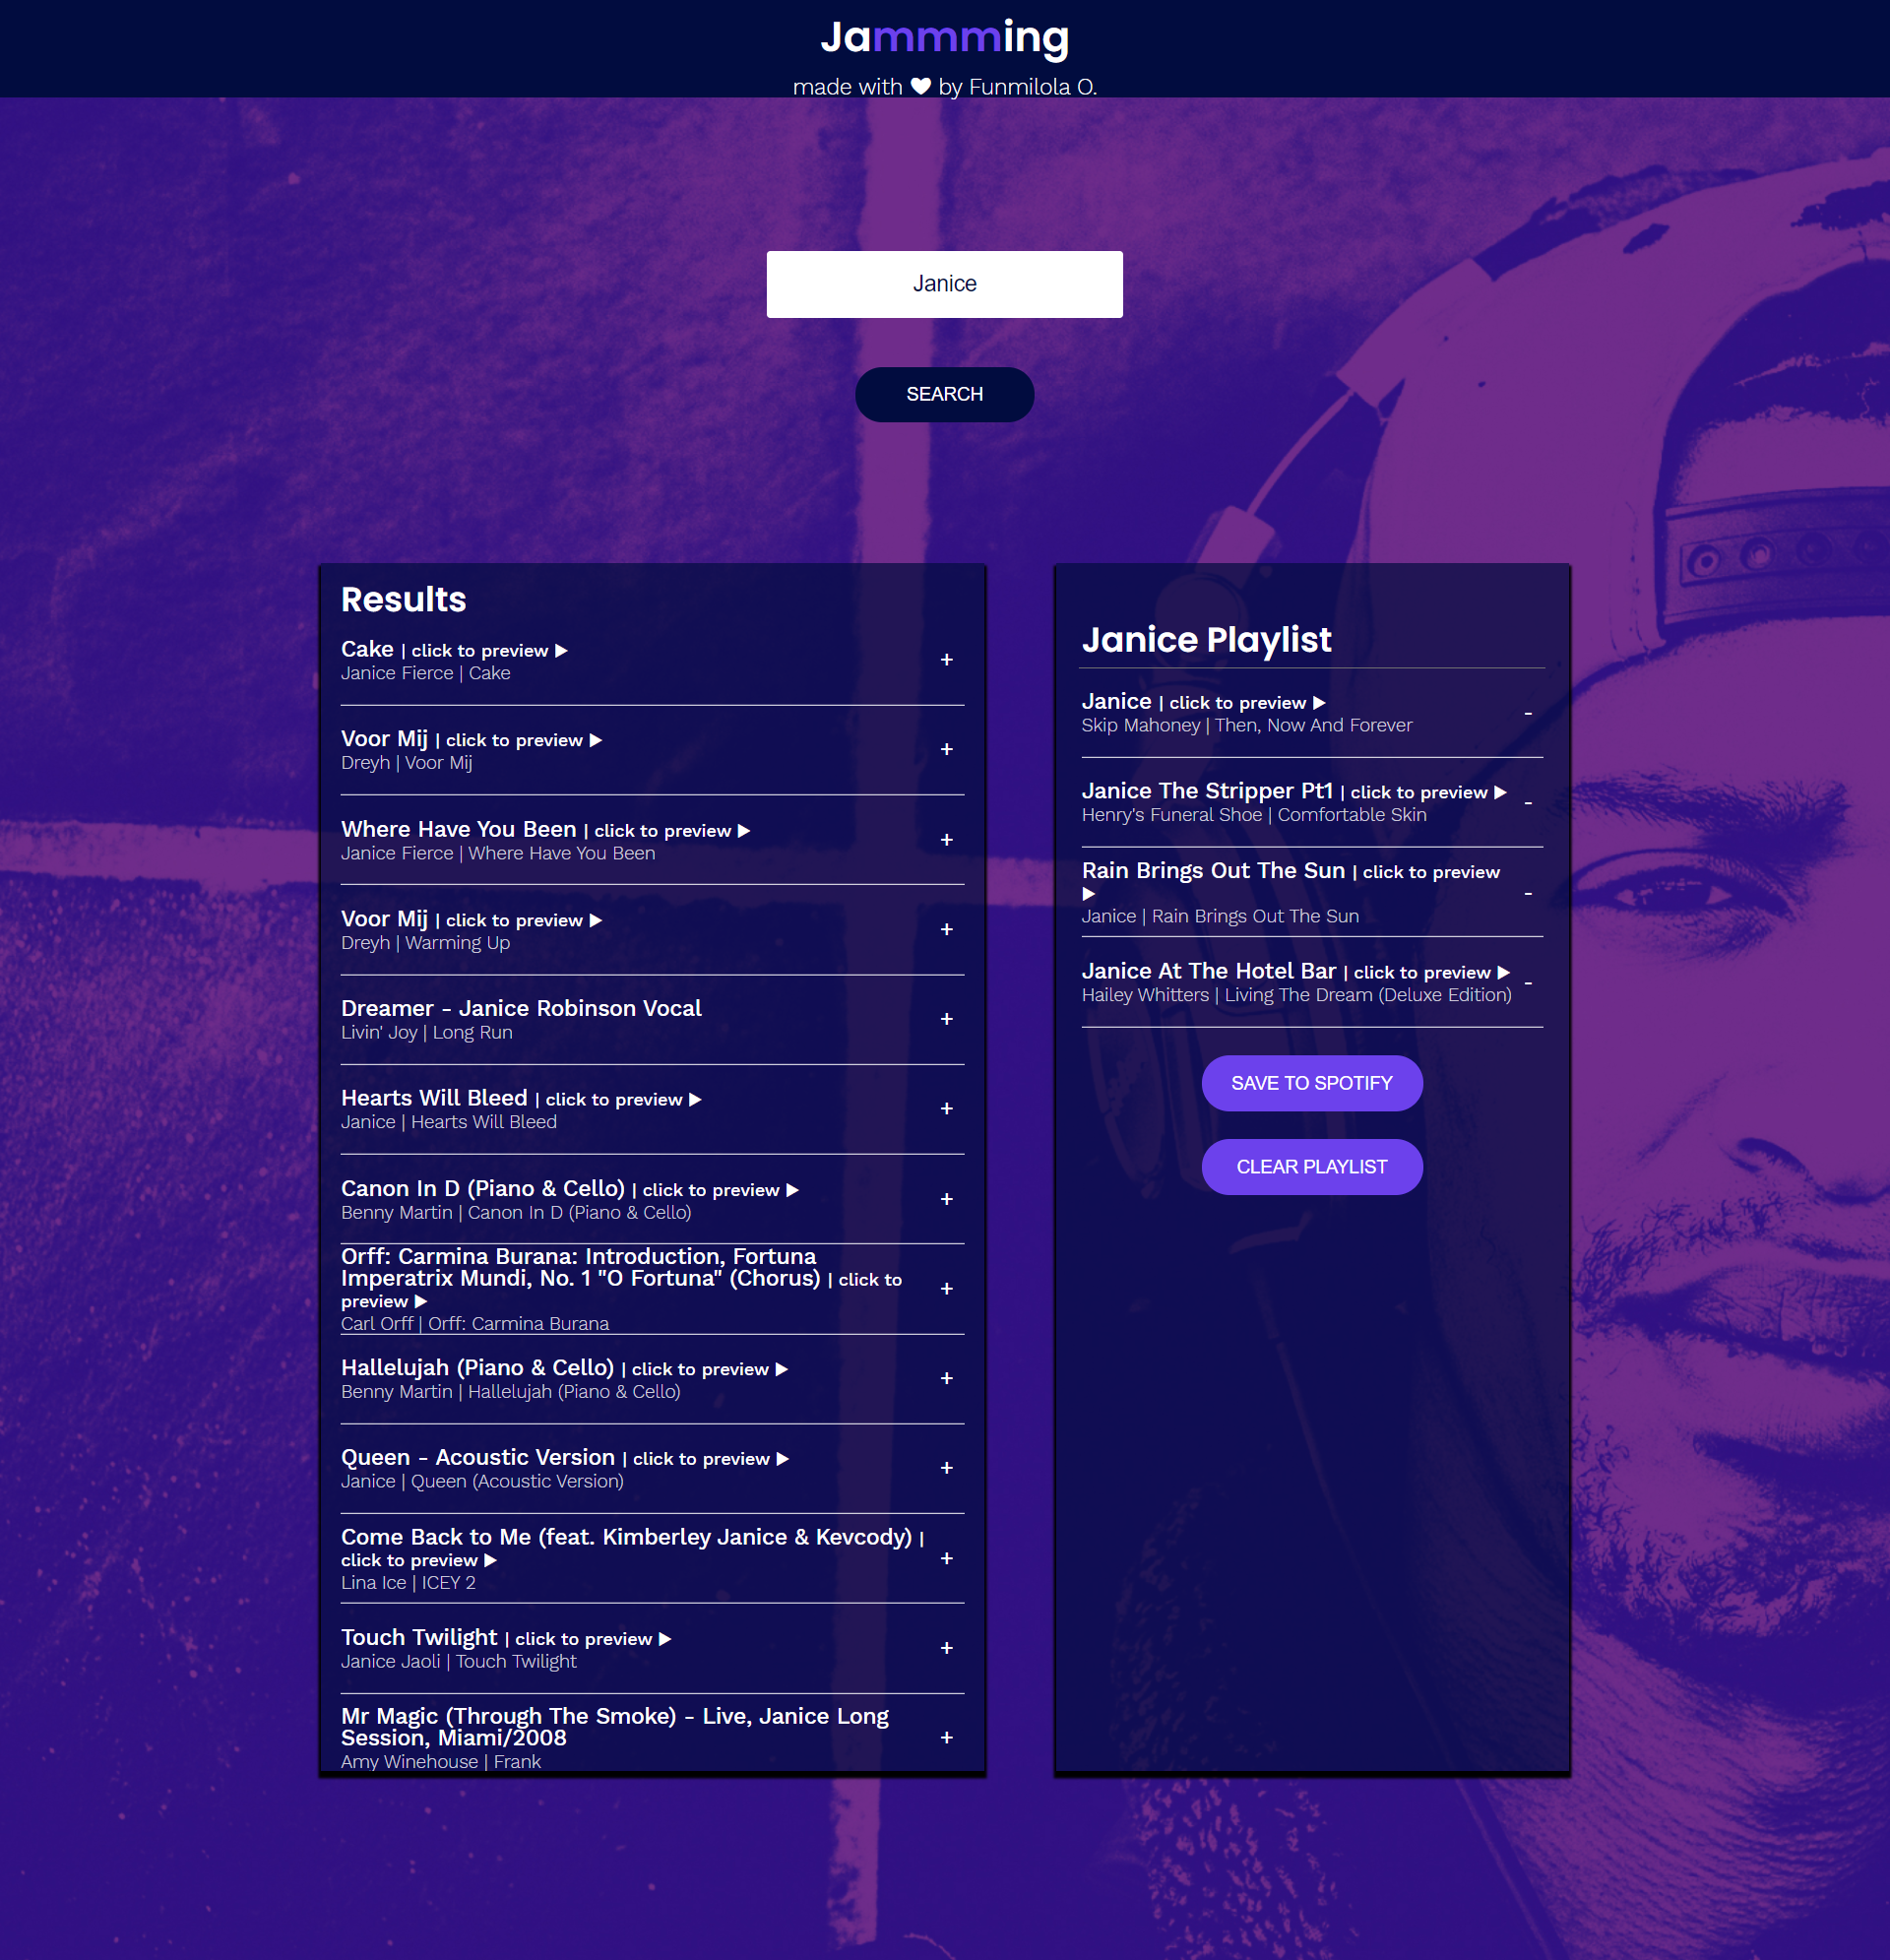 Jammming
made with ♥ by Funmilola O.
Janice
SEARCH
Results
Cake | click to preview ▶
Janice Fierce | Cake
+
Voor Mij | click to preview ▶
Dreyh | Voor Mij
+
Where Have You Been | click to preview ▶
Janice Fierce | Where Have You Been
+
Voor Mij | click to preview ▶
Dreyh | Warming Up
+
Dreamer - Janice Robinson Vocal
Livin' Joy | Long Run
+
Hearts Will Bleed | click to preview ▶
Janice | Hearts Will Bleed
+
Canon In D (Piano & Cello) | click to preview ▶
Benny Martin | Canon In D (Piano & Cello)
+
Orff: Carmina Burana: Introduction, Fortuna
Imperatrix Mundi, No. 1 "O Fortuna" (Chorus) | click to
preview ▶
Carl Orff | Orff: Carmina Burana
+
Hallelujah (Piano & Cello) | click to preview ▶
Benny Martin | Hallelujah (Piano & Cello)
+
Queen - Acoustic Version | click to preview ▶
Janice | Queen (Acoustic Version)
+
Come Back to Me (feat. Kimberley Janice & Kevcody) |
click to preview ▶
Lina Ice | ICEY 2
+
Touch Twilight | click to preview ▶
Janice Jaoli | Touch Twilight
+
Mr Magic (Through The Smoke) - Live, Janice Long
Session, Miami/2008
Amy Winehouse | Frank
+
Janice Playlist
Janice | click to preview ▶
Skip Mahoney | Then, Now And Forever
-
Janice The Stripper Pt1 | click to preview ▶
Henry's Funeral Shoe | Comfortable Skin
-
Rain Brings Out The Sun | click to preview
▶
Janice | Rain Brings Out The Sun
-
Janice At The Hotel Bar | click to preview ▶
Hailey Whitters | Living The Dream (Deluxe Edition)
-
SAVE TO SPOTIFY
CLEAR PLAYLIST